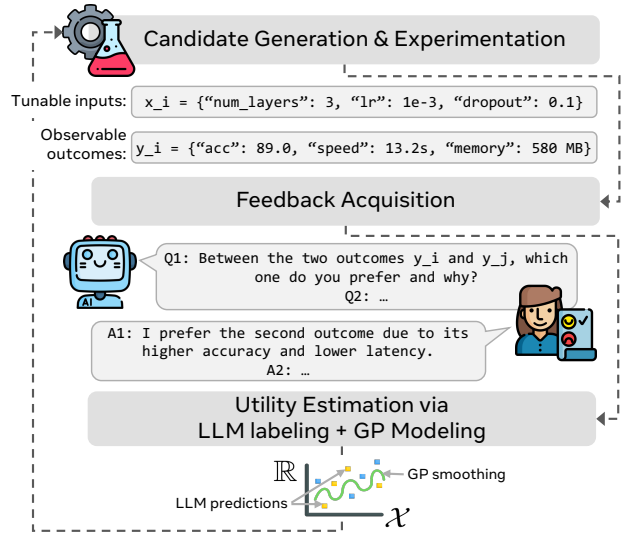 Candidate Generation & Experimentation
Tunable inputs:
x_i = {“num_layers”: 3, “lr”: 1e-3, “dropout”: 0.1}
Observable
outcomes:
y_i = {“acc”: 89.0, “speed”: 13.2s, “memory”: 580 MB}
Feedback Acquisition
AI
Q1: Between the two outcomes y_i and y_j, which
one do you prefer and why?
Q2: …
A1: I prefer the second outcome due to its
higher accuracy and lower latency.
A2: …
Utility Estimation via
LLM labeling + GP Modeling
ℝ
GP smoothing
LLM predictions
𝒳